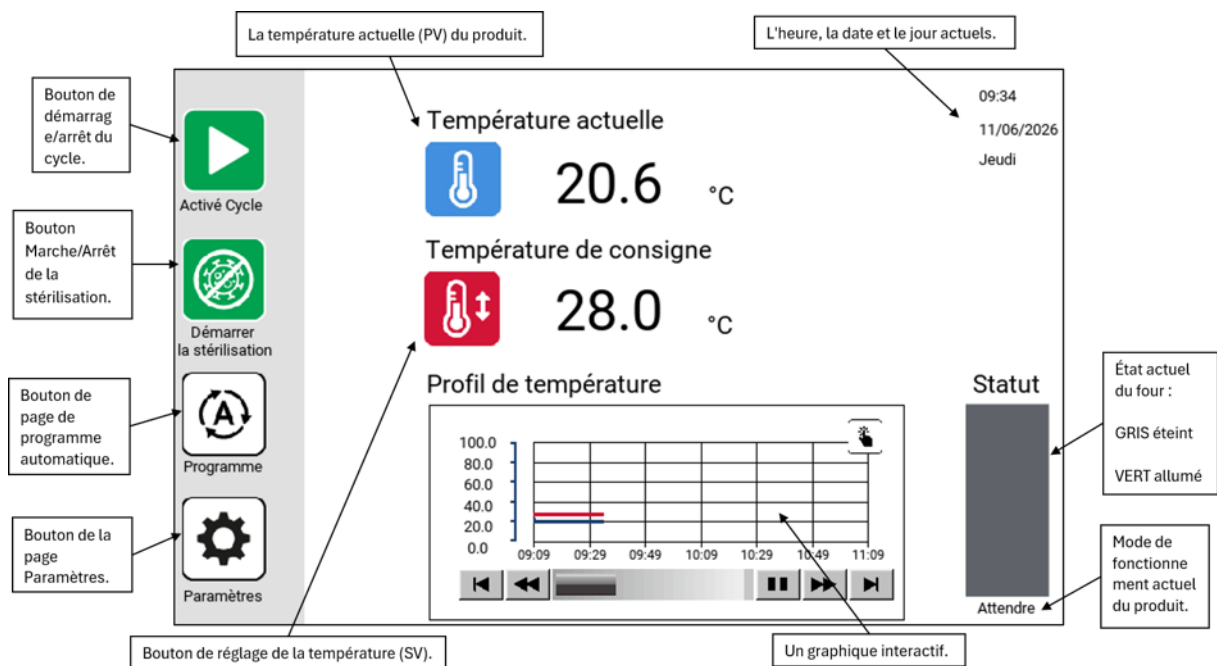 La température actuelle (PV) du produit.
L'heure, la date et le jour actuels.
Bouton de
démarrag
e/arrêt du
cycle.
Activé Cycle
Température actuelle
20.6 °C
09:34
11/06/2026
Jeudi
Bouton
Marche/Arrêt
de la
stérilisation.
Démarrer
la stérilisation
Température de consigne
28.0 °C
Bouton de
page de
programme
automatique.
A
Programme
Profil de température
100.0
80.0
60.0
40.0
20.0
0.0
09:09 09:29 09:49 10:09 10:29 10:49 11:09
Statut
Attendre
État actuel
du four :
GRIS éteint
VERT allumé
Bouton de la
page
Paramètres.
Paramètres
Mode de
fonctionne
ment actuel
du produit.
Bouton de réglage de la température (SV).
Un graphique interactif.